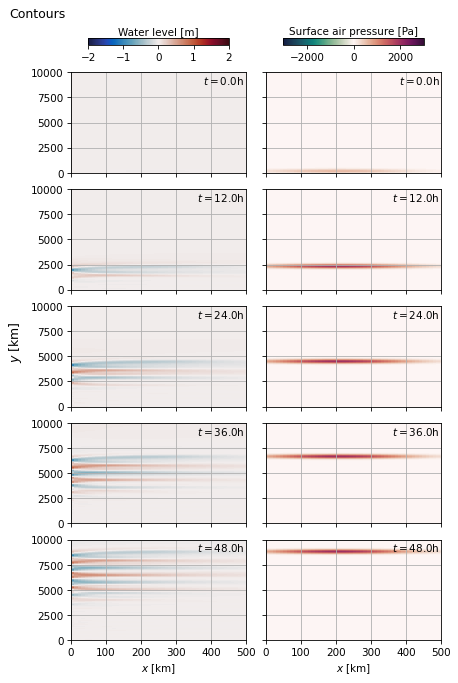 Contours
Water level [m]
−2 −1 0 1 2
Surface air pressure [Pa]
−2000 0 2000
y [km]
10000
7500
5000
2500
0
t = 0.0h
t = 0.0h
10000
7500
5000
2500
0
t = 12.0h
t = 12.0h
10000
7500
5000
2500
0
t = 24.0h
t = 24.0h
10000
7500
5000
2500
0
t = 36.0h
t = 36.0h
10000
7500
5000
2500
0
t = 48.0h
t = 48.0h
0 100 200 300 400 500
0 100 200 300 400 500
x [km]
x [km]